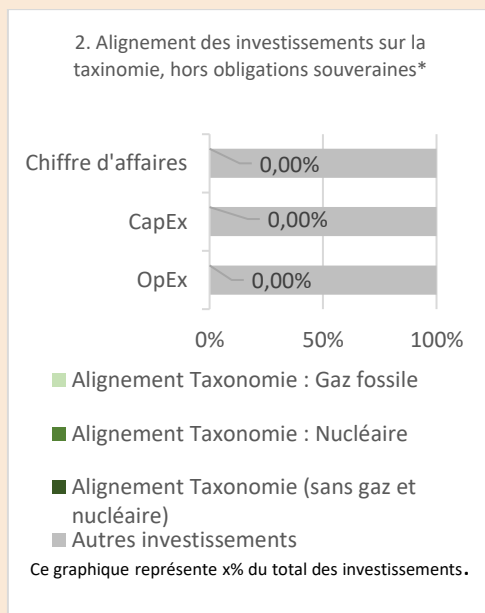 2. Alignement des investissements sur la
taxinomie, hors obligations souveraines*
Chiffre d'affaires
0,00%
CapEx
0,00%
OpEx
0,00%
0%
50%
100%
Alignement Taxonomie : Gaz fossile
Alignement Taxonomie : Nucléaire
Alignement Taxonomie (sans gaz et
nucléaire)
Autres investissements
Ce graphique représente x% du total des investissements.